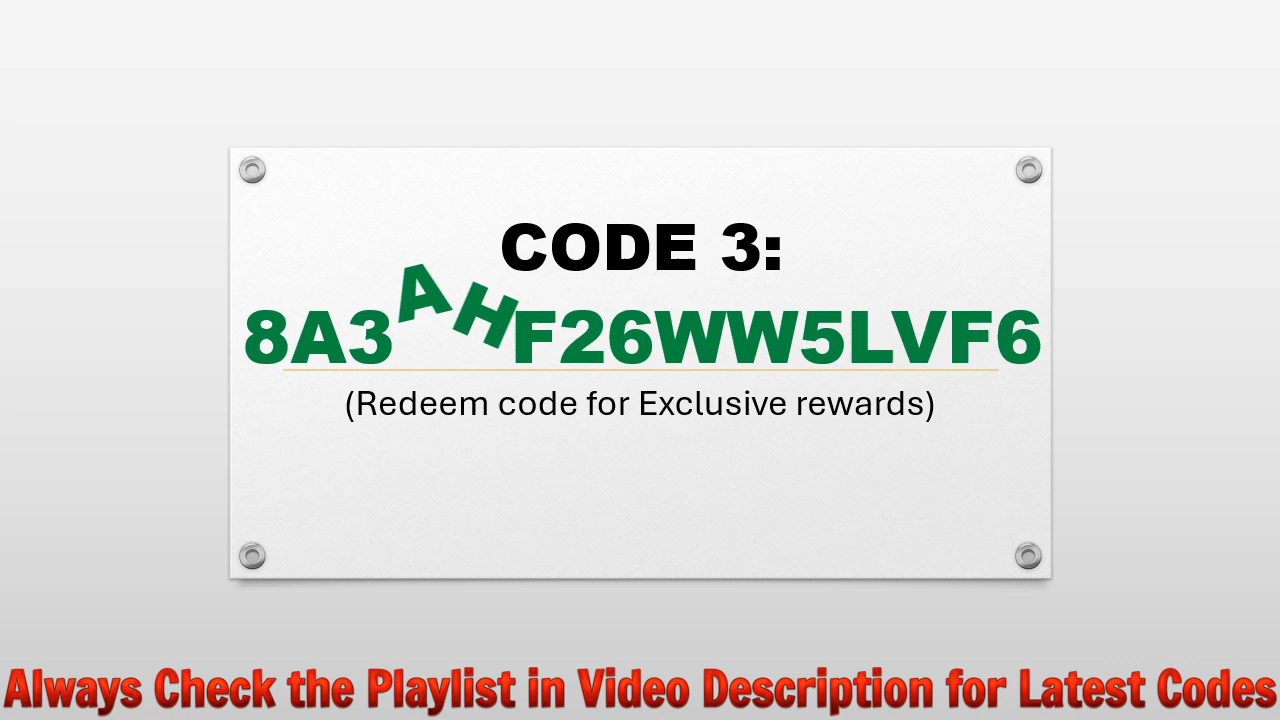 CODE 3:
8A3AHF26WW5LVF6
(Redeem code for Exclusive rewards)
Always Check the Playlist in Video Description for Latest Codes